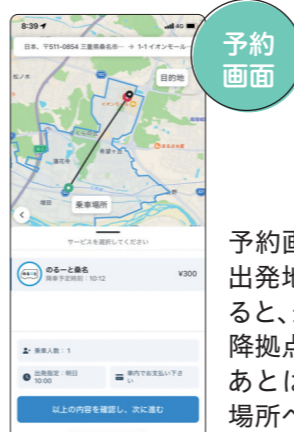 8:39
4G
日本、〒511-0854 三重県桑名市… → 1-1イオンモール
予約
画面
目的地
乗車場所
サービスを選択してください
のるーと桑名
降車予定時刻：10:12
¥300
乗車人数：1
出発指定：明日
10:00
車内でお支払い下さ
い
以上の内容を確認し、次に進む
予約画
出発地
ると、
降拠点
あとは
場所へ